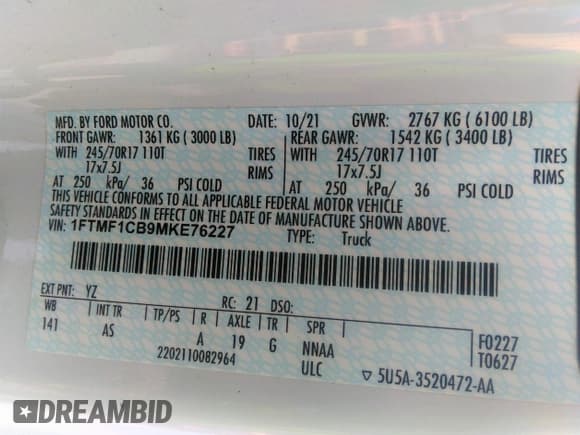 MFD. BY FORD MOTOR CO. DATE: 10/21 GVWR: 2767 KG ( 6100 LB)
FRONT GAWR: 1361 KG ( 3000 LB) REAR GAWR: 1542 KG ( 3400 LB)
WITH 245/70R17 110T TIRES WITH 245/70R17 110T TIRES
17x7.5J RIMS 17x7.5J RIMS
AT 250 kPa/ 36 PSI COLD AT 250 kPa/ 36 PSI COLD
THIS VEHICLE CONFORMS TO ALL APPLICABLE FEDERAL MOTOR VEHICLE
SAFETY STANDARDS IN EFFECT ON THE DATE OF MANUFACTURE SHOWN ABOVE.
VIN: 1FTMF1CB9MKE76227 TYPE: Truck
EXT PNT: YZ RC: 21 DSO:
WB INT TR TP/PS R AXLE TR SPR F0227
141 AS A 19 G NNAA T0627
2202110082964 ULC ▽ 5U5A-3520472-AA
DREAMBID